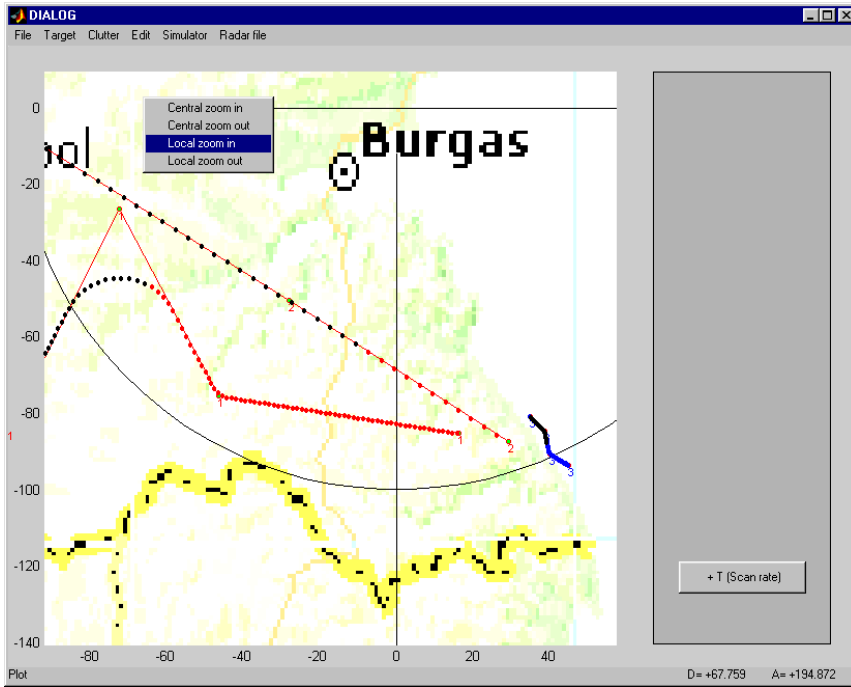 DIALOG
File Target Clutter Edit Simulator Radar file
Central zoom in
Central zoom out
Local zoom in
Local zoom out
ool
Burgas
0
-20
-40
-60
-80
-100
-120
-140
1
1
2
1
1
2
3
3
3
-80 -60 -40 -20 0 20 40
+ T (Scan rate)
Plot D= +67.759 A= +194.872